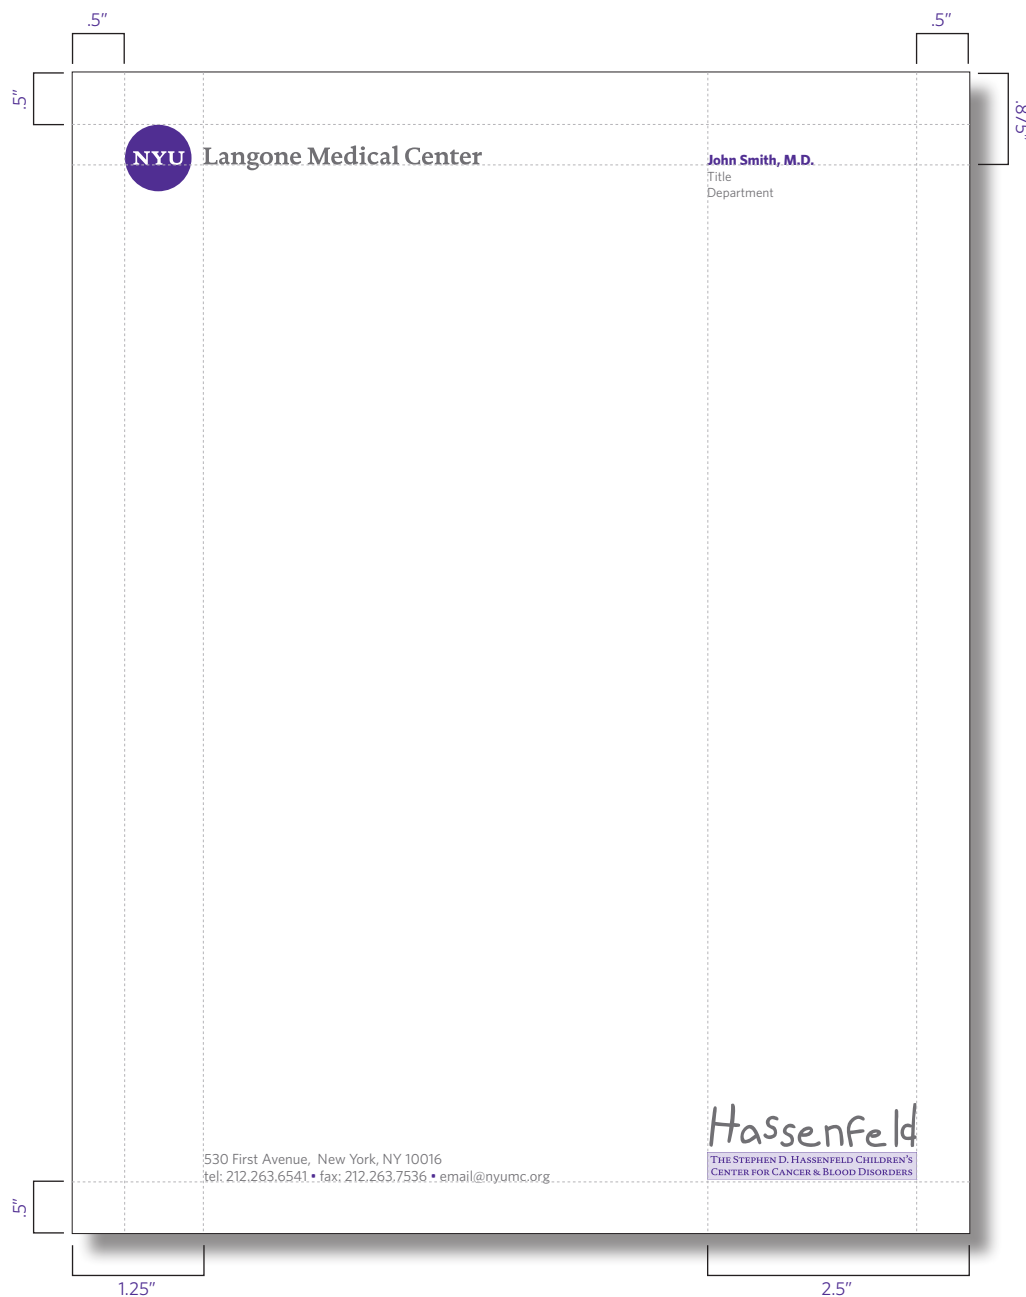 .5”
.5”
.5”
.875”
NYU Langone Medical Center
John Smith, M.D.
Title
Department
Hassenfeld
The Stephen D. Hassenfeld Children’s
Center for Cancer & Blood Disorders
530 First Avenue,  New York, NY 10016
tel: 212.263.6541 • fax: 212.263.7536 • email@nyumc.org
.5”
1.25”
2.5”